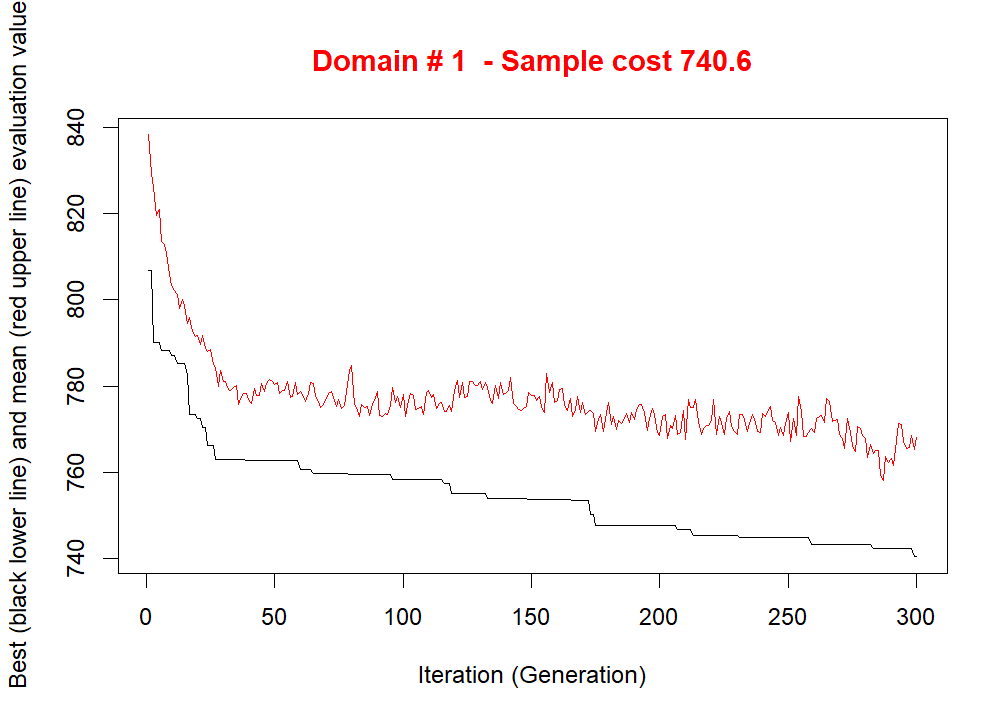 Domain # 1  - Sample cost 740.6
Best (black lower line) and mean (red upper line) evaluation value
840
820
800
780
760
740
0 50 100 150 200 250 300
Iteration (Generation)